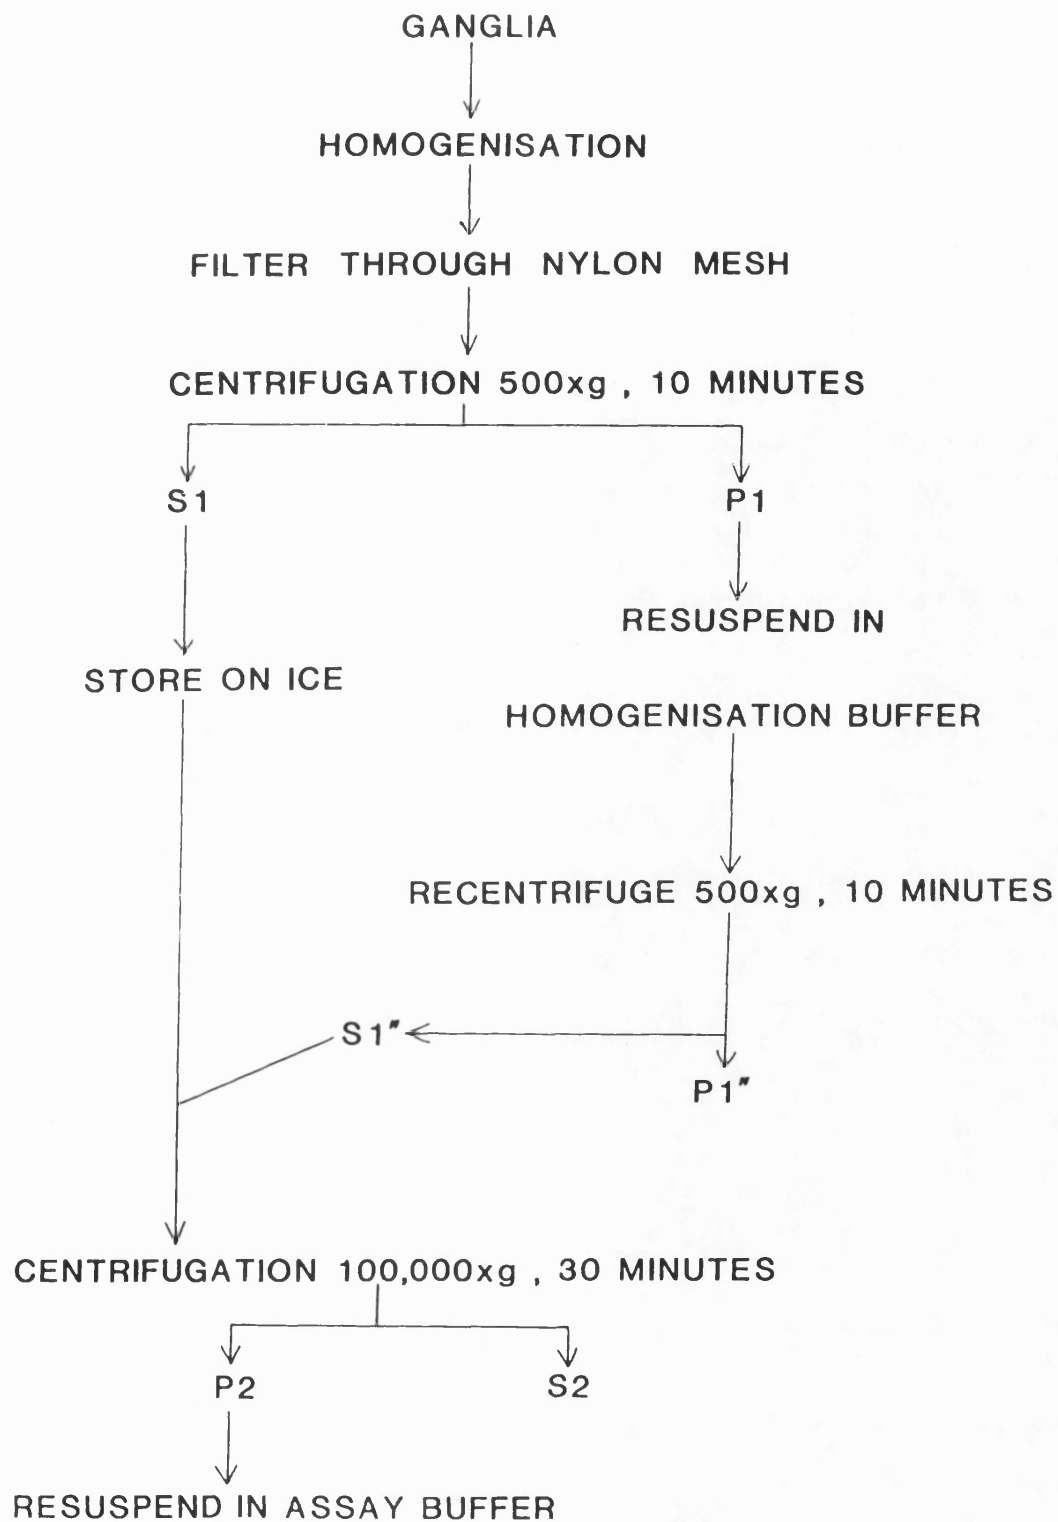 GANGLIA
HOMOGENISATION
FILTER THROUGH NYLON MESH
CENTRIFUGATION 500xg , 10 MINUTES
S1
P1
RESUSPEND IN
STORE ON ICE
HOMOGENISATION BUFFER
RECENTRIFUGE 500xg , 10 MINUTES
S1"
P1"
CENTRIFUGATION 100,000xg , 30 MINUTES
P2
S2
RESUSPEND IN ASSAY BUFFER